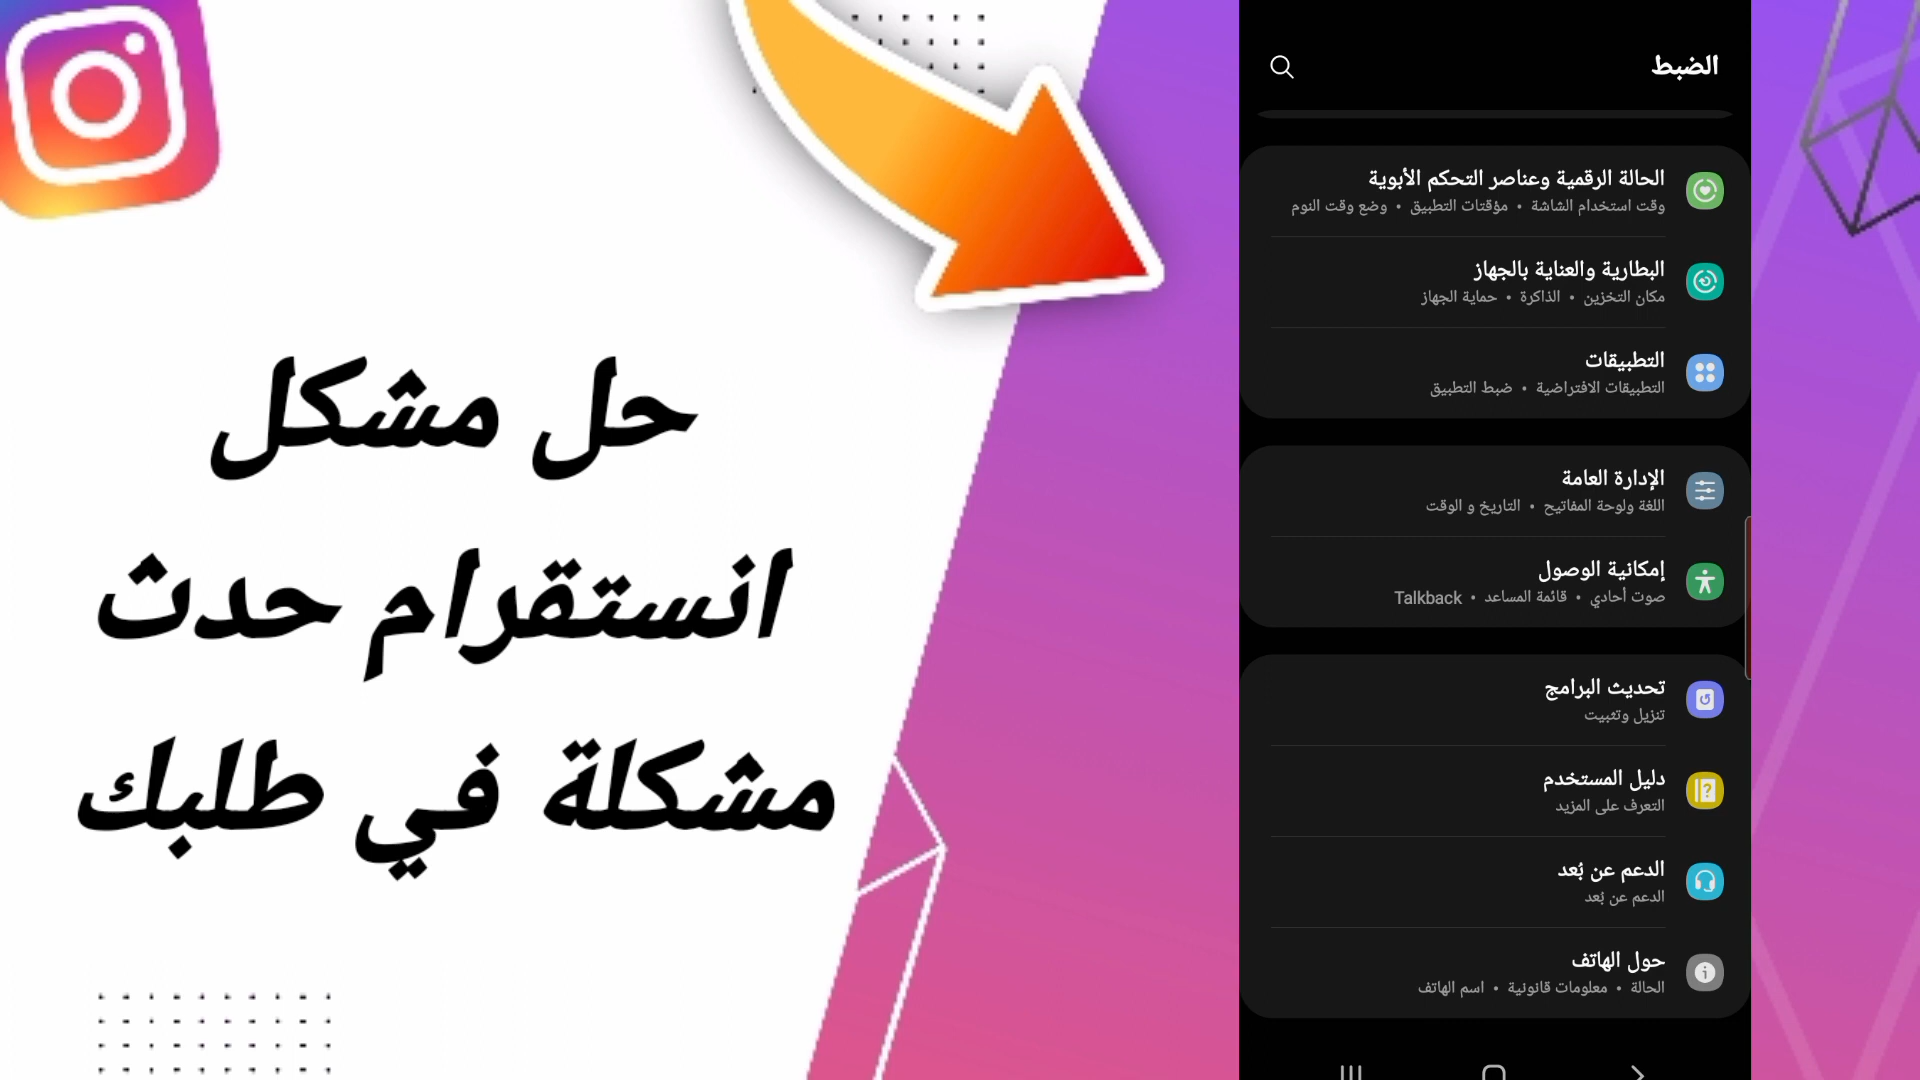 حل مشكل
انستقرام حدث
مشكلة في طلبك
الضبط
الحالة الرقمية وعناصر التحكم الأبوية
وقت استخدام الشاشة • مؤقتات التطبيق • وضع وقت النوم
البطارية والعناية بالجهاز
مكان التخزين • الذاكرة • حماية الجهاز
التطبيقات
التطبيقات الافتراضية • ضبط التطبيق
الإدارة العامة
اللغة ولوحة المفاتيح • التاريخ و الوقت
إمكانية الوصول
صوت أحادي • قائمة المساعد • Talkback
تحديث البرامج
تنزيل وتثبيت
دليل المستخدم
التعرف على المزيد
الدعم عن بُعد
الدعم عن بُعد
حول الهاتف
الحالة • معلومات قانونية • اسم الهاتف